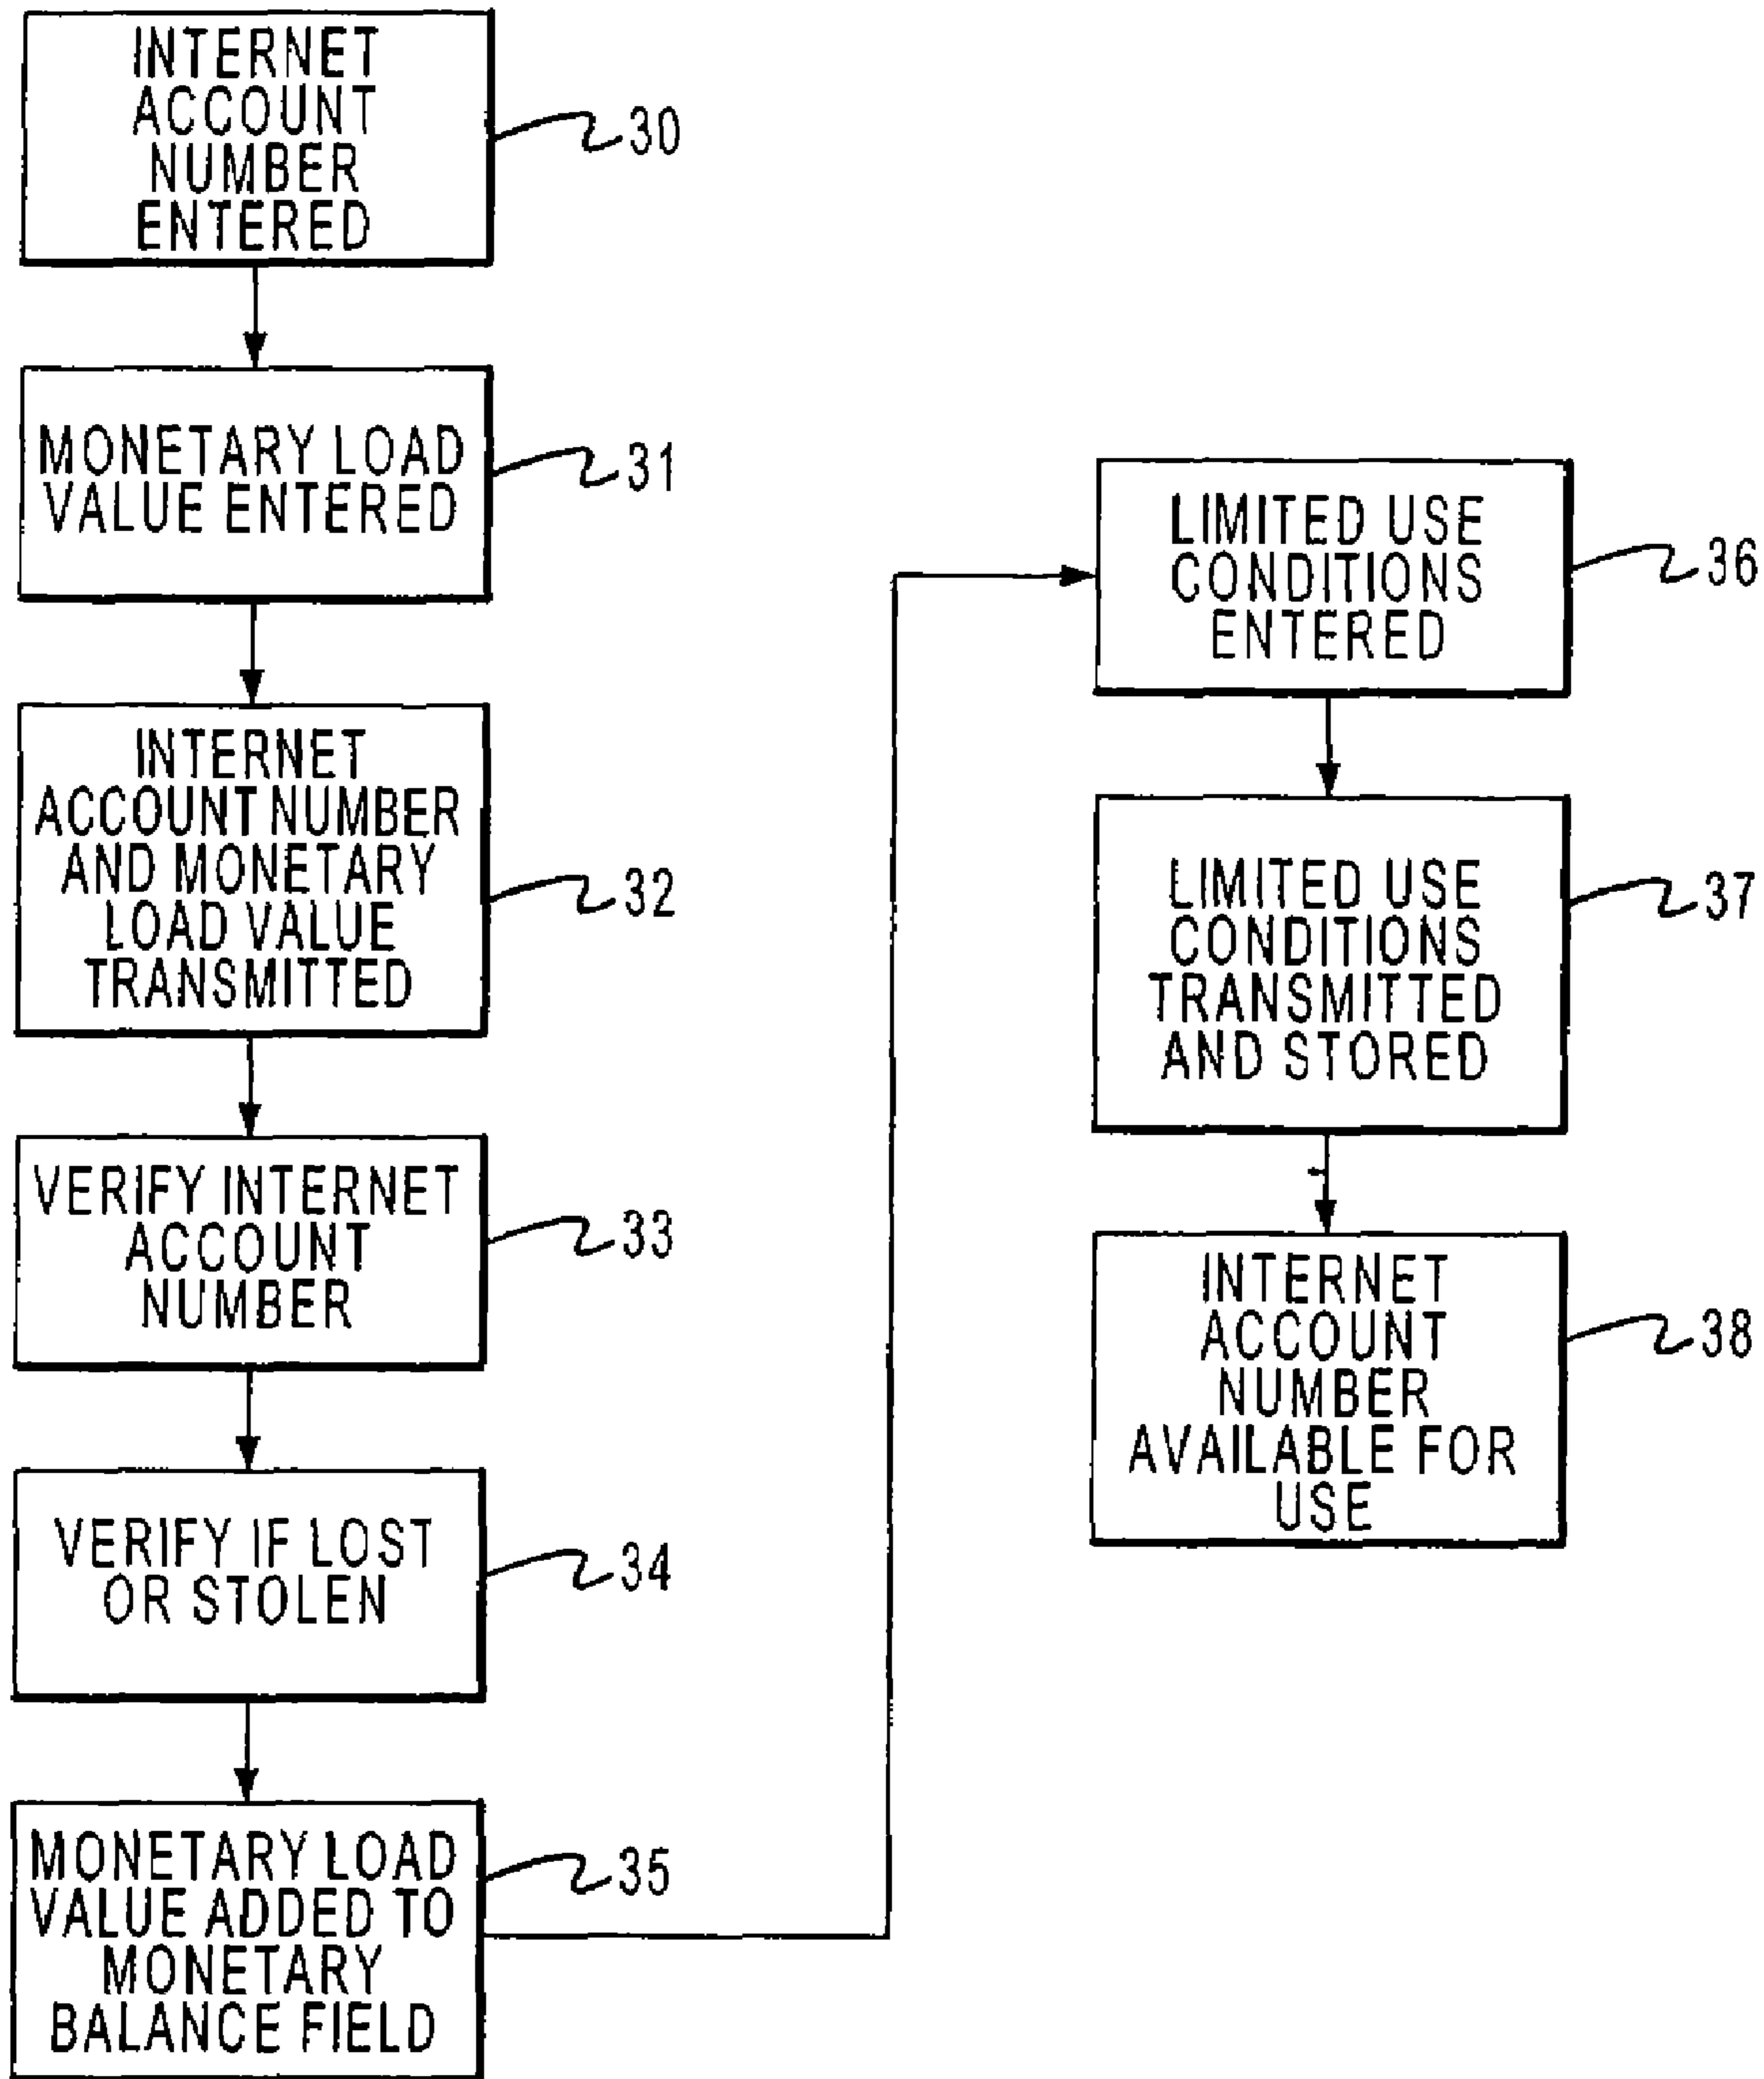 INTERNET
ACCOUNT
NUMBER
ENTERED
30
MONETARY LOAD
VALUE ENTERED
31
INTERNET
ACCOUNT NUMBER
AND MONETARY
LOAD VALUE
TRANSMITTED
32
VERIFY INTERNET
ACCOUNT
NUMBER
33
VERIFY IF LOST
OR STOLEN
34
MONETARY LOAD
VALUE ADDED TO
MONETARY
BALANCE FIELD
35
LIMITED USE
CONDITIONS
ENTERED
36
LIMITED USE
CONDITIONS
TRANSMITTED
AND STORED
37
INTERNET
ACCOUNT
NUMBER
AVAILABLE FOR
USE
38